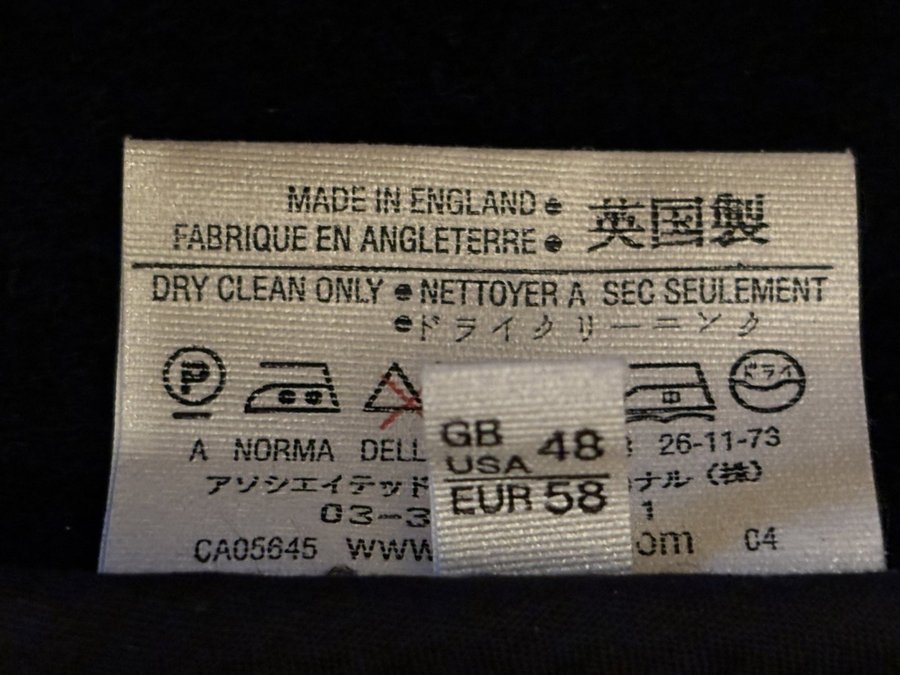 MADE IN ENGLAND ● 英国製
FABRIQUE EN ANGLETERRE ●
DRY CLEAN ONLY ● NETTOYER A SEC SEULEMENT
●ドライクリーニング
P
ドライ
A NORMA DELL 26-11-73
アソシエイテッド ナル(株)
03-3 1
CA05645 www om 04
GB
USA 48
EUR 58